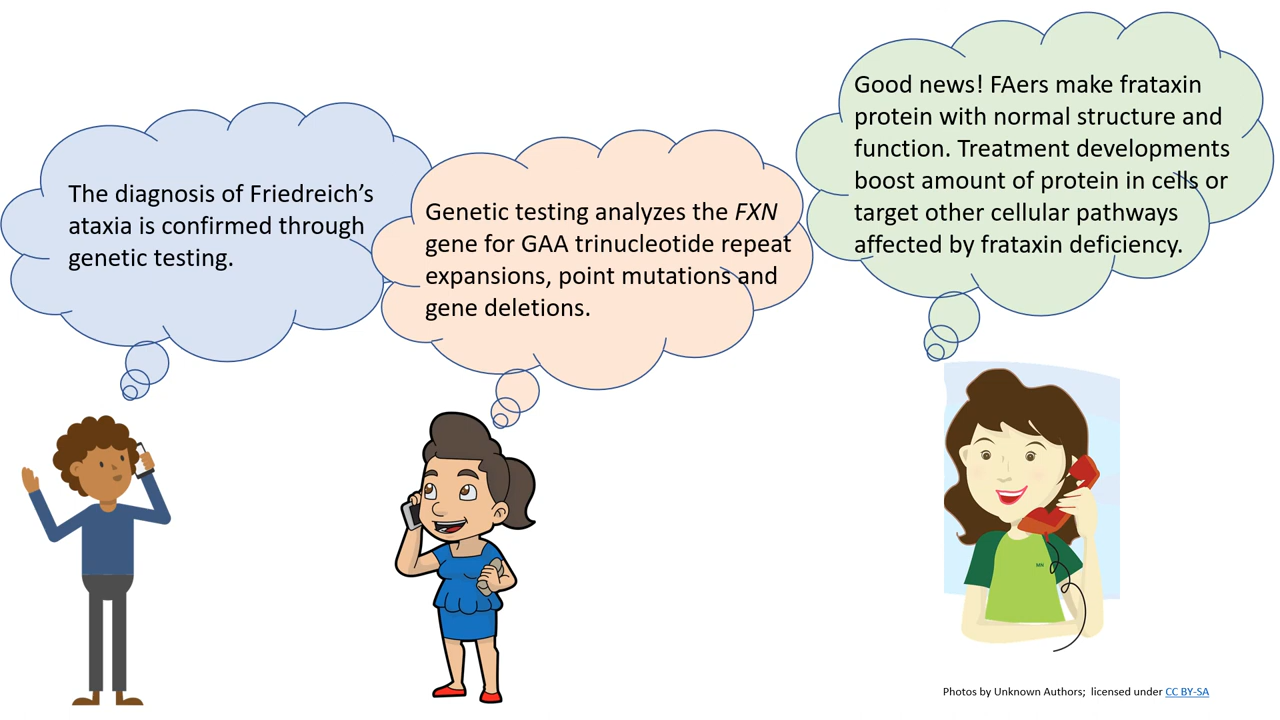 The diagnosis of Friedreich’s
ataxia is confirmed through
genetic testing.
Genetic testing analyzes the FXN
gene for GAA trinucleotide repeat
expansions, point mutations and
gene deletions.
Good news! FAers make frataxin
protein with normal structure and
function. Treatment developments
boost amount of protein in cells or
target other cellular pathways
affected by frataxin deficiency.
Photos by Unknown Authors; licensed under CC BY-SA